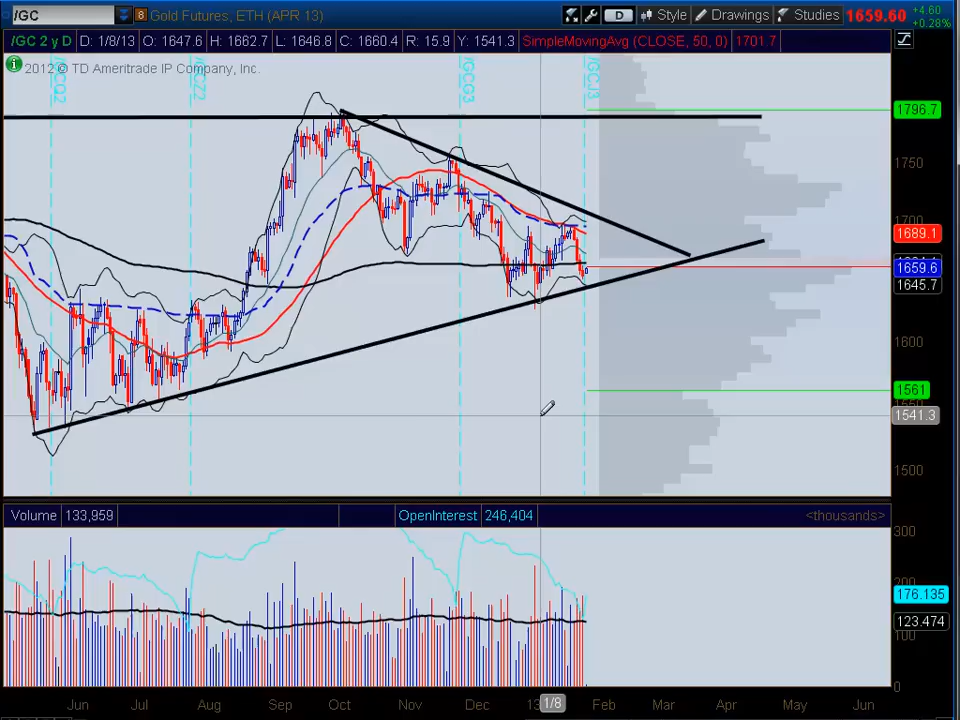 /GC 8 Gold Futures, ETH (APR 13) D Style Drawings Studies 1659.60 +4.60 +0.28%
/GC 2 y D D: 1/8/13 O: 1647.6 H: 1662.7 L: 1646.8 C: 1660.4 R: 15.9 Y: 1541.3 SimpleMovingAvg (CLOSE, 50, 0) 1701.7
2012 © TD Ameritrade IP Company, Inc.
/GCZ2
/GCG3
/GCJ3
1796.7
1750
1700
1689.1
1659.6
1645.7
1600
1561
1541.3
1500
Volume 133,959 OpenInterest 246,404 <thousands>
300
200
176.135
123.474
100
0
Jun Jul Aug Sep Oct Nov Dec 13 1/8 Feb Mar Apr May Jun